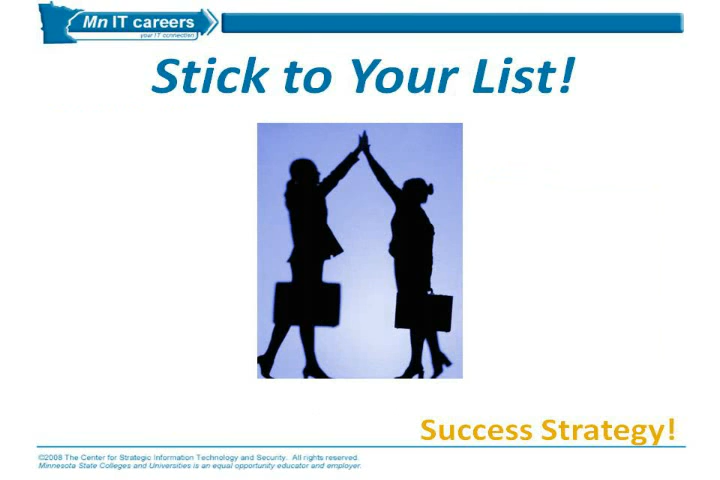 Mn IT careers
your IT connection
Stick to Your List!
Success Strategy!
©2008 The Center for Strategic Information Technology and Security. All rights reserved.
Minnesota State Colleges and Universities is an equal opportunity educator and employer.